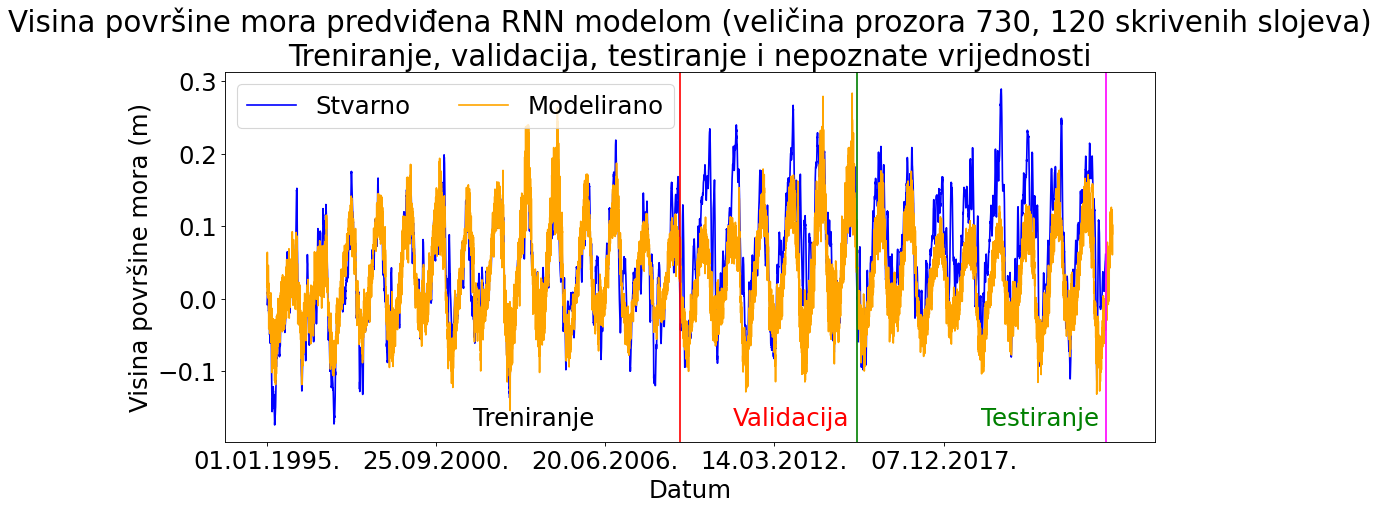 Visina površine mora predviđena RNN modelom (veličina prozora 730, 120 skrivenih slojeva)
Treniranje, validacija, testiranje i nepoznate vrijednosti
Stvarno Modelirano
Visina površine mora (m)
0.3
0.2
0.1
0.0
−0.1
Treniranje Validacija Testiranje
01.01.1995. 25.09.2000. 20.06.2006. 14.03.2012. 07.12.2017.
Datum